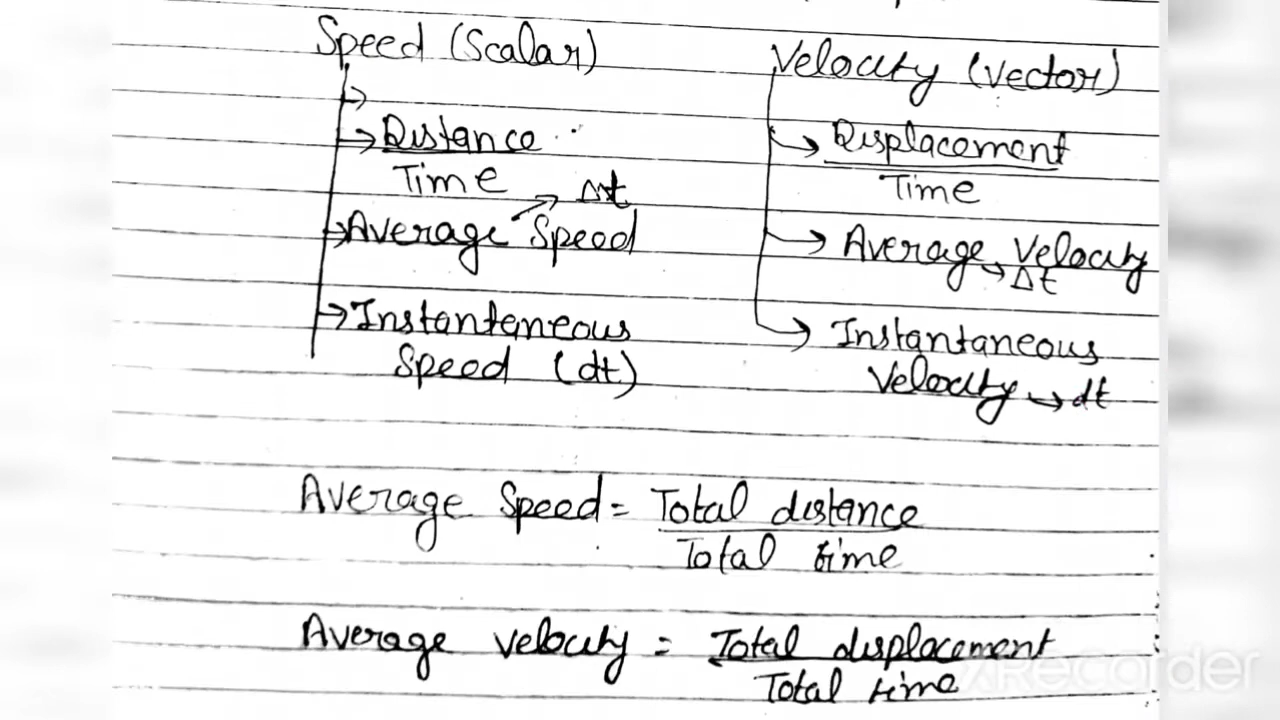 Speed (Scalar)
→
→ Distance
Time
→ Δt
→ Average Speed
→ Instantaneous
Speed (dt)
Velocity (Vector)
→ Displacement
Time
→ Average Velocity
→ Δt
→ Instantaneous
Velocity → dt
Average Speed = Total distance
Total time
Average velocity = Total displacement
Total time
XRecorder